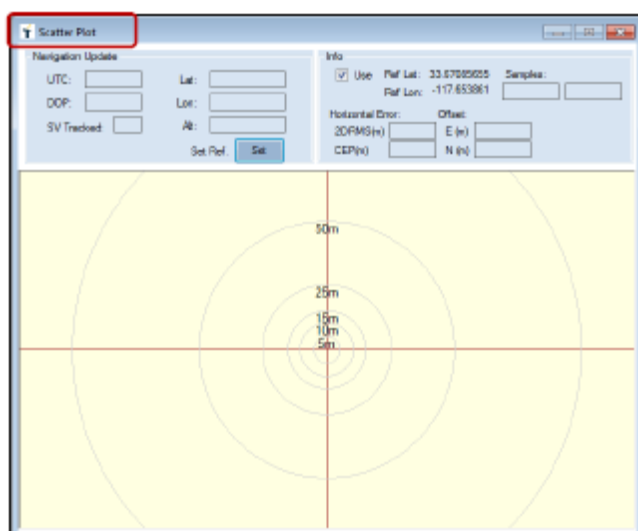 Scatter Plot
Navigation Update
UTC:
Lat:
DOP:
Lon:
SV Tracked:
Alt:
Set Ref.
Set
Info
Use
Ref Lat: 33.67085655
Samples:
Ref Lon: -117.653861
Horizontal Error:
Offset:
2DRMS(m)
E (m)
CEP(m)
N (m)
50m
25m
15m
10m
5m